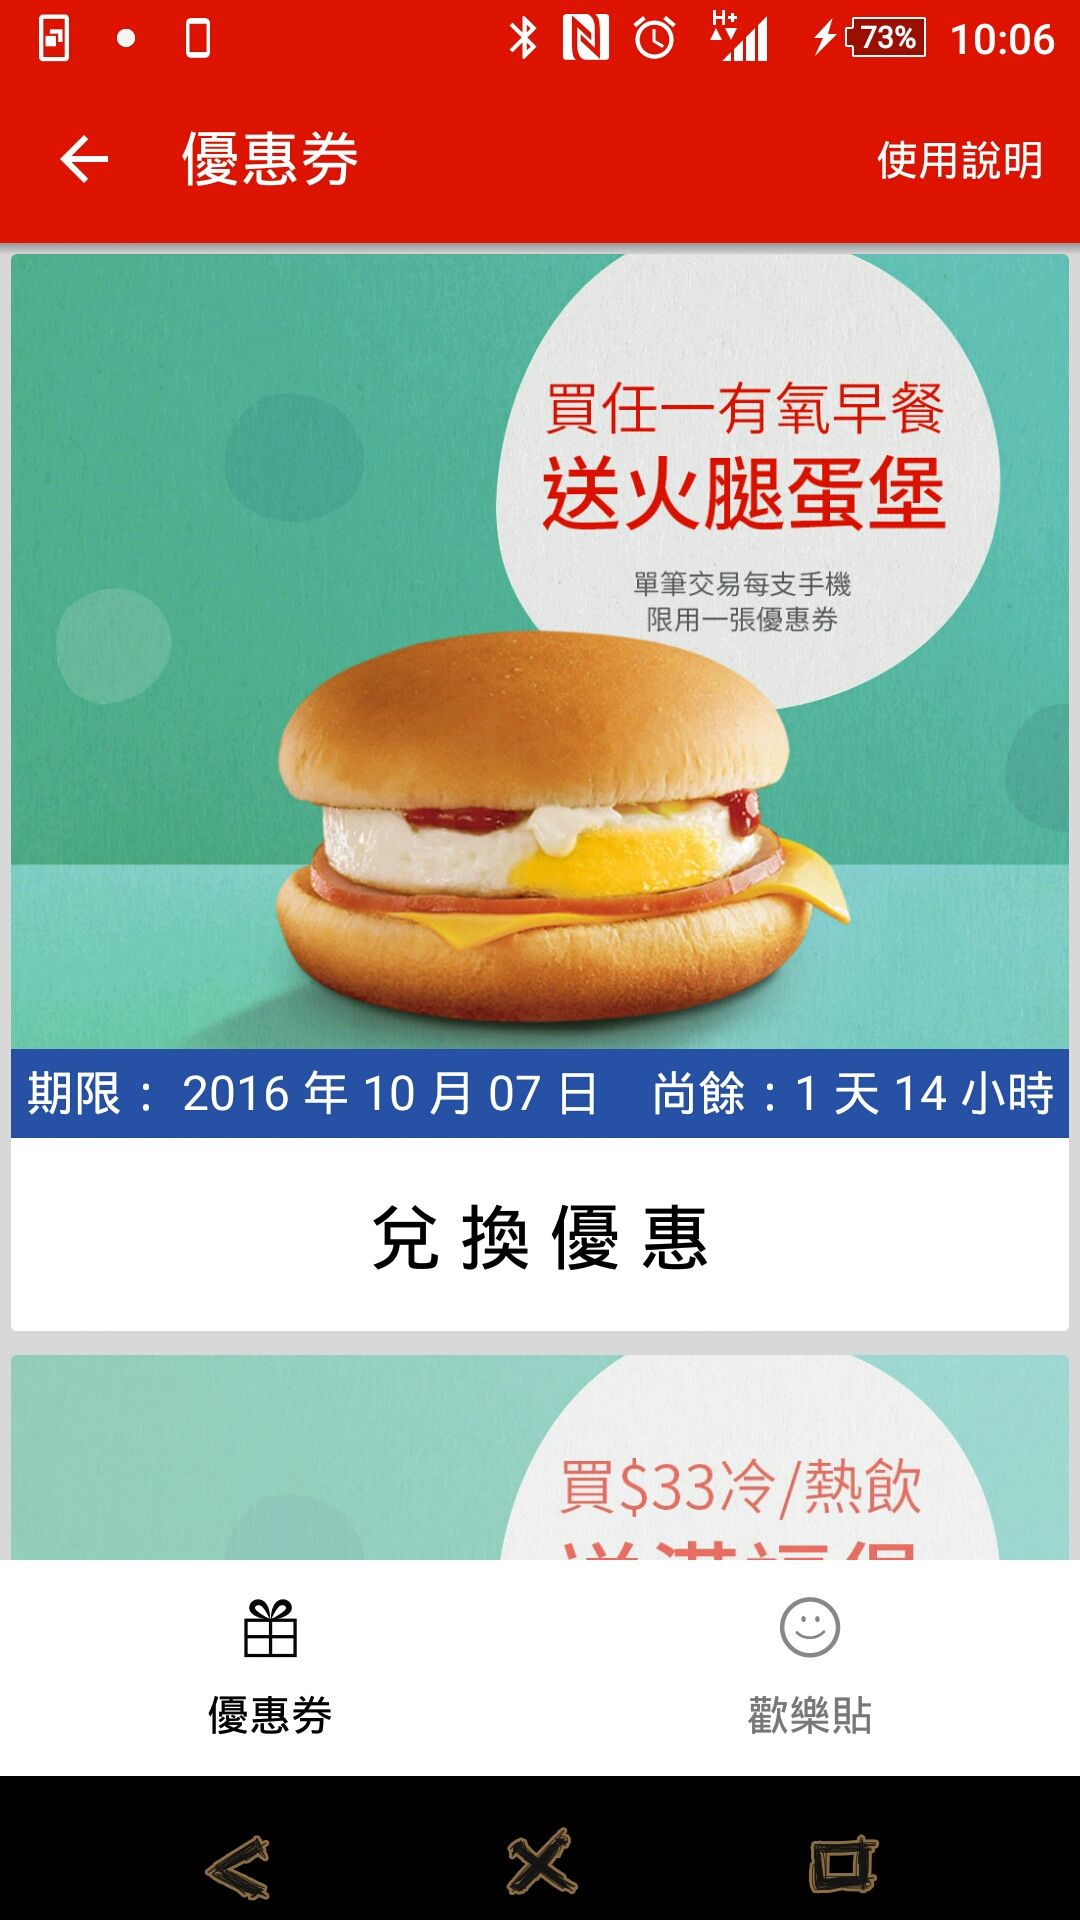 H+
73%
10:06
優惠券
使用說明
買任一有氧早餐
送火腿蛋堡
單筆交易每支手機
限用一張優惠券
期限： 2016 年 10 月 07 日 尚餘：1 天 14 小時
兌換優惠
買$33冷/熱飲
優惠券
歡樂貼